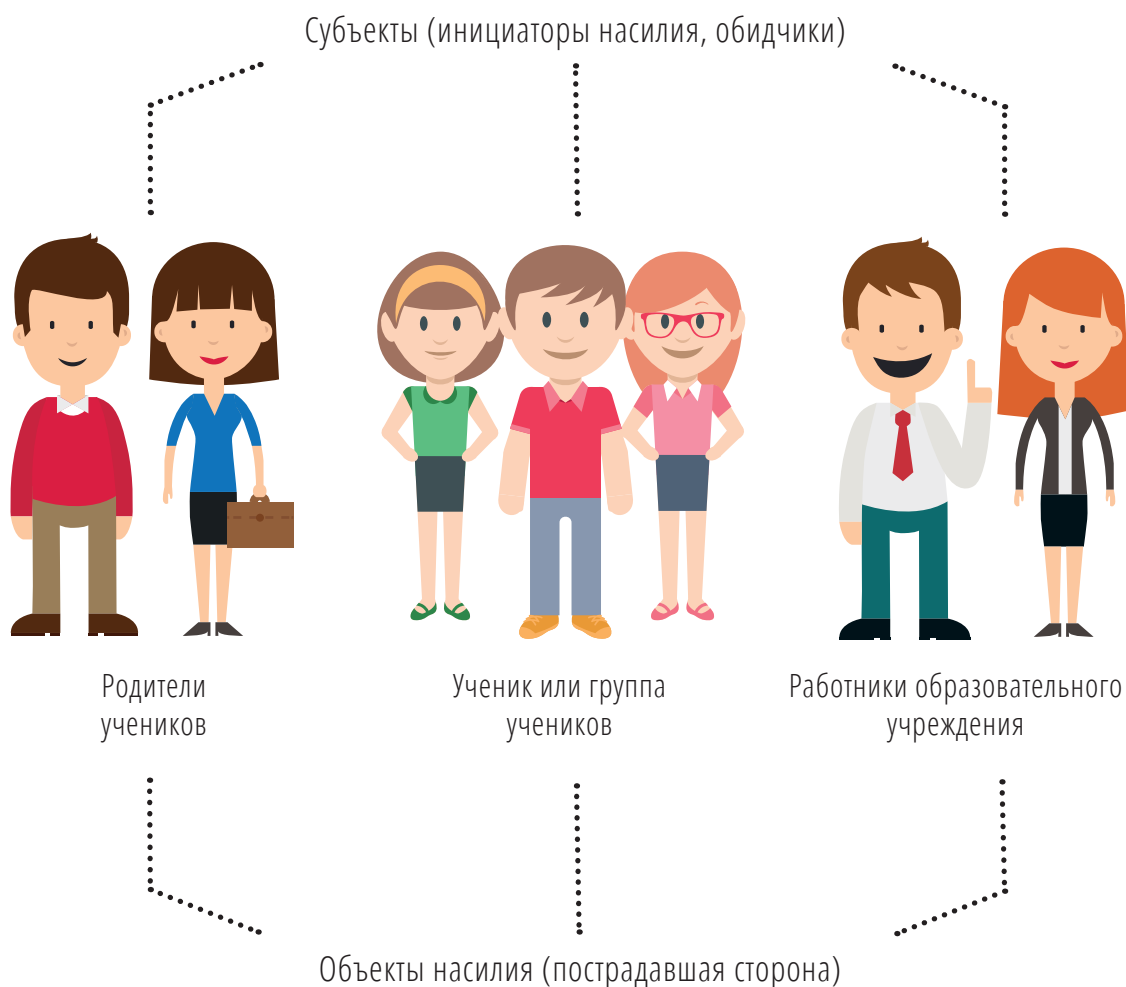 Субъекты (инициаторы насилия, обидчики)
Родители
учеников
Ученик или группа
учеников
Работники образовательного
учреждения
Объекты насилия (пострадавшая сторона)